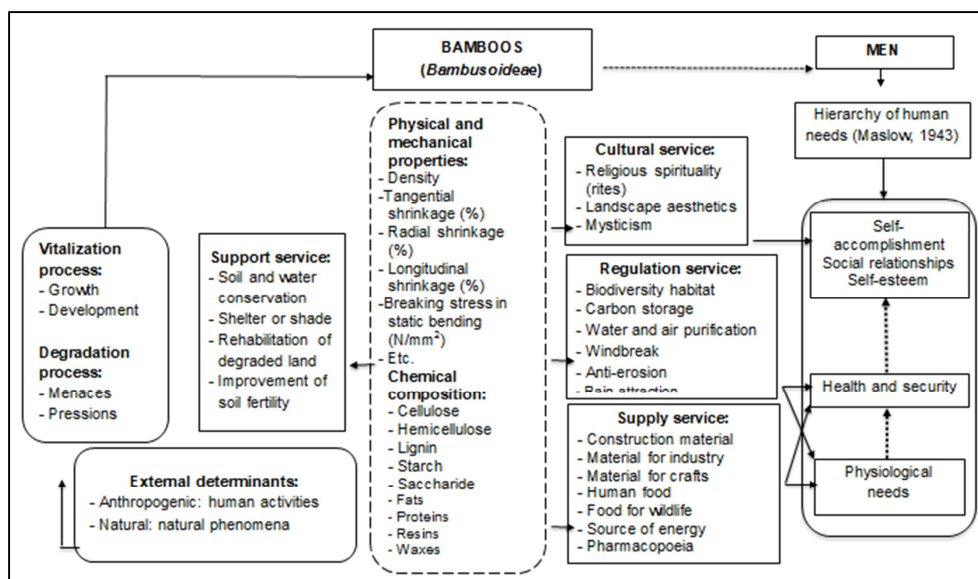 BAMBOOS
(Bambusoideae)
MEN
Hierarchy of human
needs (Maslow, 1943)
Vitalization
process:
- Growth
- Development
Degradation
process:
- Menaces
- Pressions
Support service:
- Soil and water
conservation
- Shelter or shade
- Rehabilitation of
degraded land
- Improvement of
soil fertility
External determinants:
- Anthropogenic: human activities
- Natural: natural phenomena
Physical and
mechanical
properties:
- Density
-Tangential
shrinkage (%)
- Radial shrinkage
(%)
- Longitudinal
shrinkage (%)
-Breaking stress in
static bending
(N/mm²)
- Etc.
Chemical
composition:
- Cellulose
- Hemicellulose
- Lignin
- Starch
- Saccharide
- Fats
- Proteins
- Resins
- Waxes
Cultural service:
- Religious spirituality
(rites)
- Landscape aesthetics
- Mysticism
Regulation service:
- Biodiversity habitat
- Carbon storage
- Water and air purification
- Windbreak
- Anti-erosion
- Rain attraction
Supply service:
- Construction material
- Material for industry
- Material for crafts
- Human food
- Food for wildlife
- Source of energy
- Pharmacopoeia
Self-
accomplishment
Social relationships
Self-esteem
Health and security
Physiological
needs